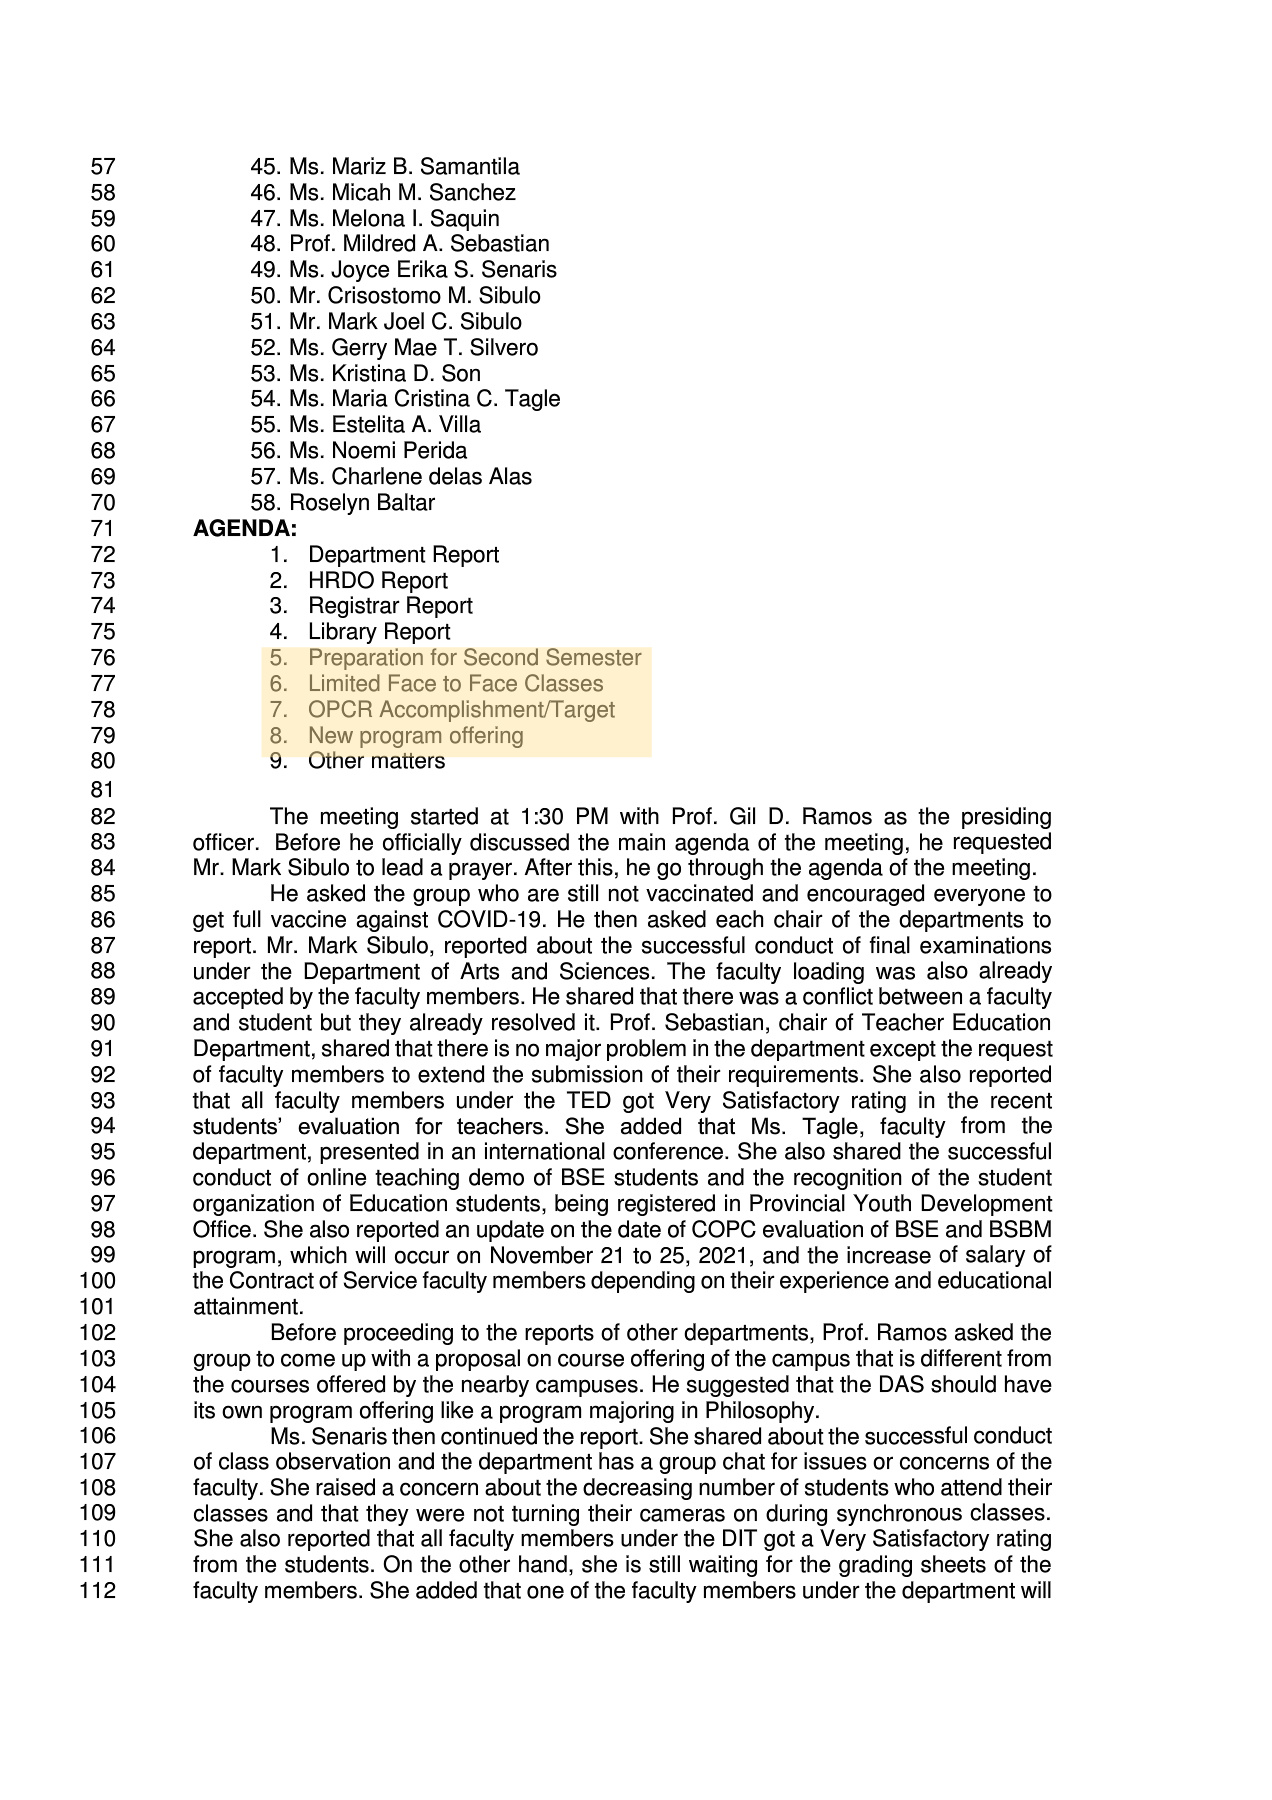 57 45. Ms. Mariz B. Samantila
58 46. Ms. Micah M. Sanchez
59 47. Ms. Melona I. Saquin
60 48. Prof. Mildred A. Sebastian
61 49. Ms. Joyce Erika S. Senaris
62 50. Mr. Crisostomo M. Sibulo
63 51. Mr. Mark Joel C. Sibulo
64 52. Ms. Gerry Mae T. Silvero
65 53. Ms. Kristina D. Son
66 54. Ms. Maria Cristina C. Tagle
67 55. Ms. Estelita A. Villa
68 56. Ms. Noemi Perida
69 57. Ms. Charlene delas Alas
70 58. Roselyn Baltar
71 AGENDA:
72 1. Department Report
73 2. HRDO Report
74 3. Registrar Report
75 4. Library Report
76 5. Preparation for Second Semester
77 6. Limited Face to Face Classes
78 7. OPCR Accomplishment/Target
79 8. New program offering
80 9. Other matters
81
82 The meeting started at 1:30 PM with Prof. Gil D. Ramos as the presiding
83 officer. Before he officially discussed the main agenda of the meeting, he requested
84 Mr. Mark Sibulo to lead a prayer. After this, he go through the agenda of the meeting.
85 He asked the group who are still not vaccinated and encouraged everyone to
86 get full vaccine against COVID-19. He then asked each chair of the departments to
87 report. Mr. Mark Sibulo, reported about the successful conduct of final examinations
88 under the Department of Arts and Sciences. The faculty loading was also already
89 accepted by the faculty members. He shared that there was a conflict between a faculty
90 and student but they already resolved it. Prof. Sebastian, chair of Teacher Education
91 Department, shared that there is no major problem in the department except the request
92 of faculty members to extend the submission of their requirements. She also reported
93 that all faculty members under the TED got Very Satisfactory rating in the recent
94 students’ evaluation for teachers. She added that Ms. Tagle, faculty from the
95 department, presented in an international conference. She also shared the successful
96 conduct of online teaching demo of BSE students and the recognition of the student
97 organization of Education students, being registered in Provincial Youth Development
98 Office. She also reported an update on the date of COPC evaluation of BSE and BSBM
99 program, which will occur on November 21 to 25, 2021, and the increase of salary of
100 the Contract of Service faculty members depending on their experience and educational
101 attainment.
102 Before proceeding to the reports of other departments, Prof. Ramos asked the
103 group to come up with a proposal on course offering of the campus that is different from
104 the courses offered by the nearby campuses. He suggested that the DAS should have
105 its own program offering like a program majoring in Philosophy.
106 Ms. Senaris then continued the report. She shared about the successful conduct
107 of class observation and the department has a group chat for issues or concerns of the
108 faculty. She raised a concern about the decreasing number of students who attend their
109 classes and that they were not turning their cameras on during synchronous classes.
110 She also reported that all faculty members under the DIT got a Very Satisfactory rating
111 from the students. On the other hand, she is still waiting for the grading sheets of the
112 faculty members. She added that one of the faculty members under the department will